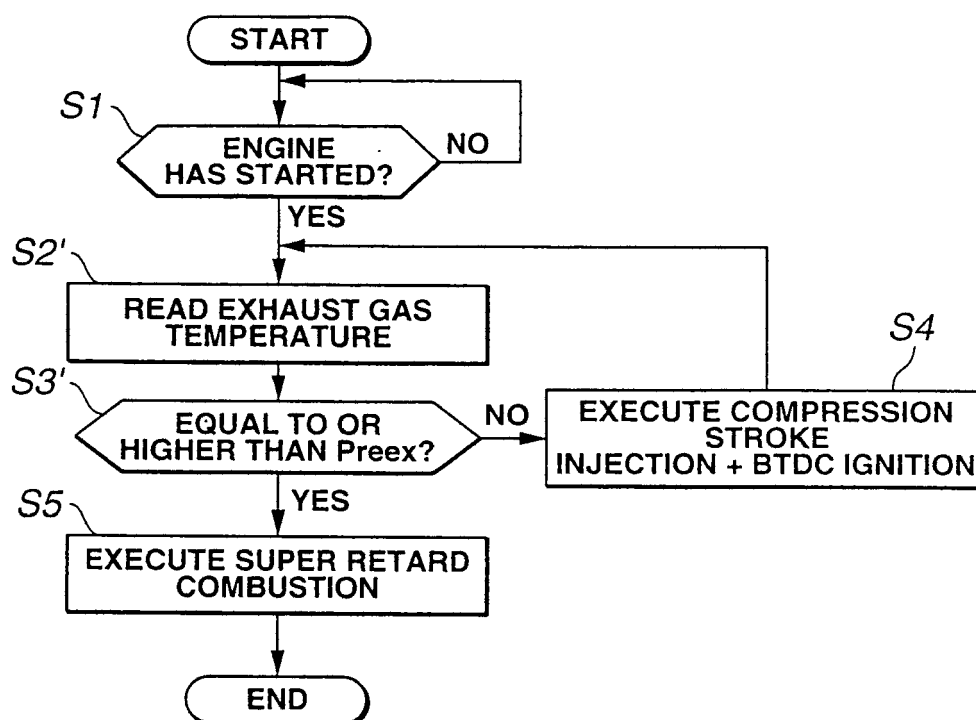 START
S1
ENGINE
HAS STARTED?
NO
YES
S2'
READ EXHAUST GAS
TEMPERATURE
S3'
EQUAL TO OR
HIGHER THAN Preex?
NO
S4
EXECUTE COMPRESSION
STROKE
INJECTION + BTDC IGNITION
YES
S5
EXECUTE SUPER RETARD
COMBUSTION
END